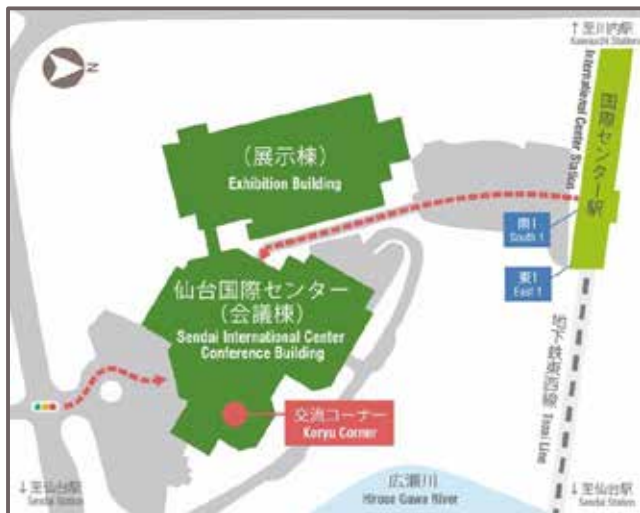 ↑至川内駅
Kawauchi Station
N
国際センター駅
International Center Station
(展示棟)
Exhibition Building
南1
South 1
東1
East 1
仙台国際センター
(会議棟)
Sendai International Center
Conference Building
地下鉄東西線 Tozai Line
交流コーナー
Koryu Corner
↓至仙台駅
Sendai Station
広瀬川
Hirose Gawa River
↓至仙台駅
Sendai Station